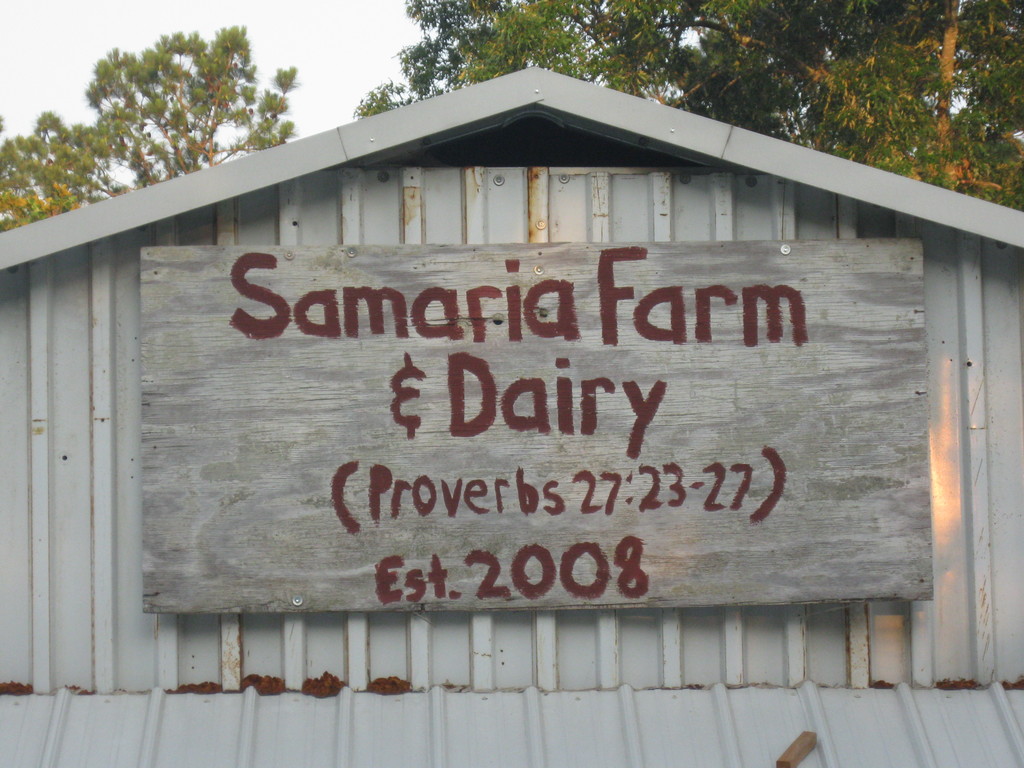 Samaria Farm
& Dairy
(Proverbs 27:23-27)
Est. 2008